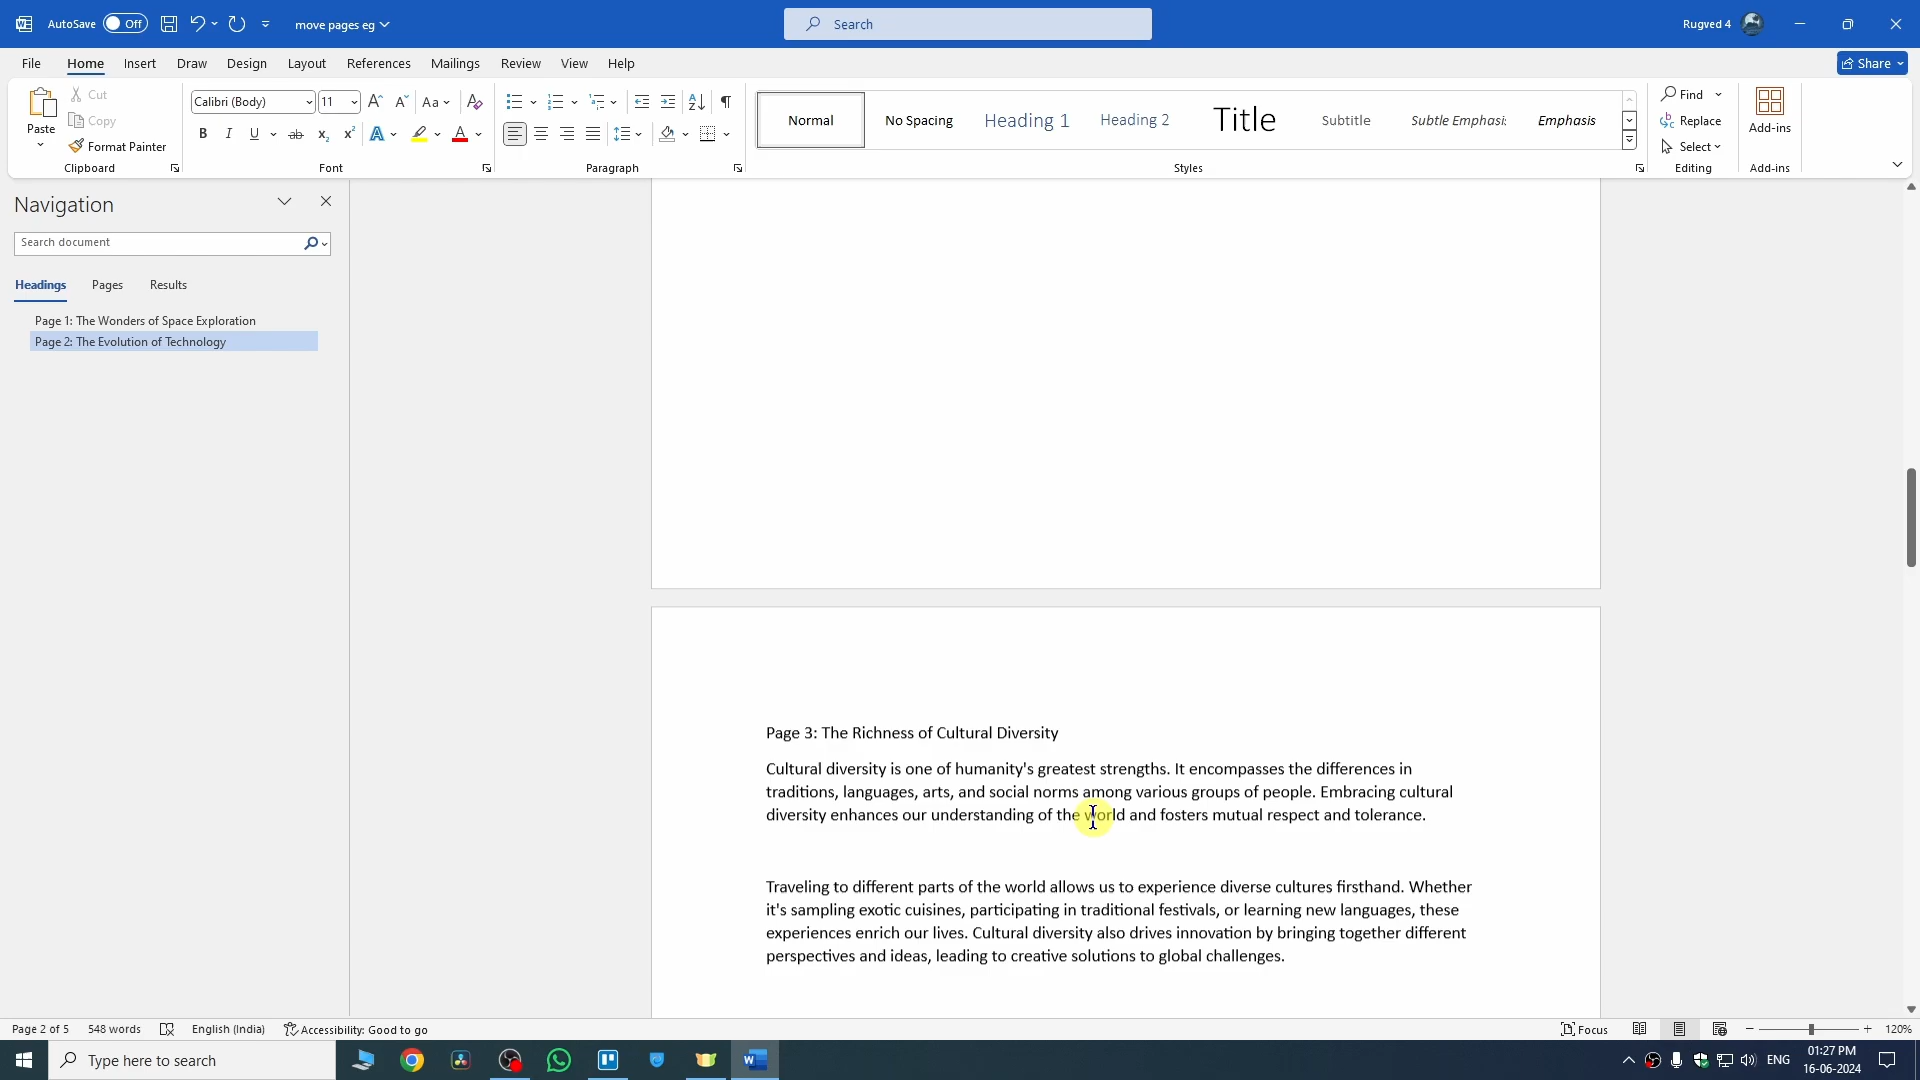 AutoSave Off move pages eg Search Rugved 4
File Home Insert Draw Design Layout References Mailings Review View Help Share
Paste Cut Copy Format Painter Clipboard
Calibri (Body) 11 Aa Font
Paragraph
Normal No Spacing Heading 1 Heading 2 Title Subtitle Subtle Emphasis Emphasis Styles
Find Replace Select Editing
Add-ins Add-ins
Navigation
Search document
Headings Pages Results
Page 1: The Wonders of Space Exploration
Page 2: The Evolution of Technology
Page 3: The Richness of Cultural Diversity
Cultural diversity is one of humanity's greatest strengths. It encompasses the differences in
traditions, languages, arts, and social norms among various groups of people. Embracing cultural
diversity enhances our understanding of the world and fosters mutual respect and tolerance.
Traveling to different parts of the world allows us to experience diverse cultures firsthand. Whether
it's sampling exotic cuisines, participating in traditional festivals, or learning new languages, these
experiences enrich our lives. Cultural diversity also drives innovation by bringing together different
perspectives and ideas, leading to creative solutions to global challenges.
Page 2 of 5 548 words English (India) Accessibility: Good to go Focus 120%
Type here to search ENG 01:27 PM
16-06-2024